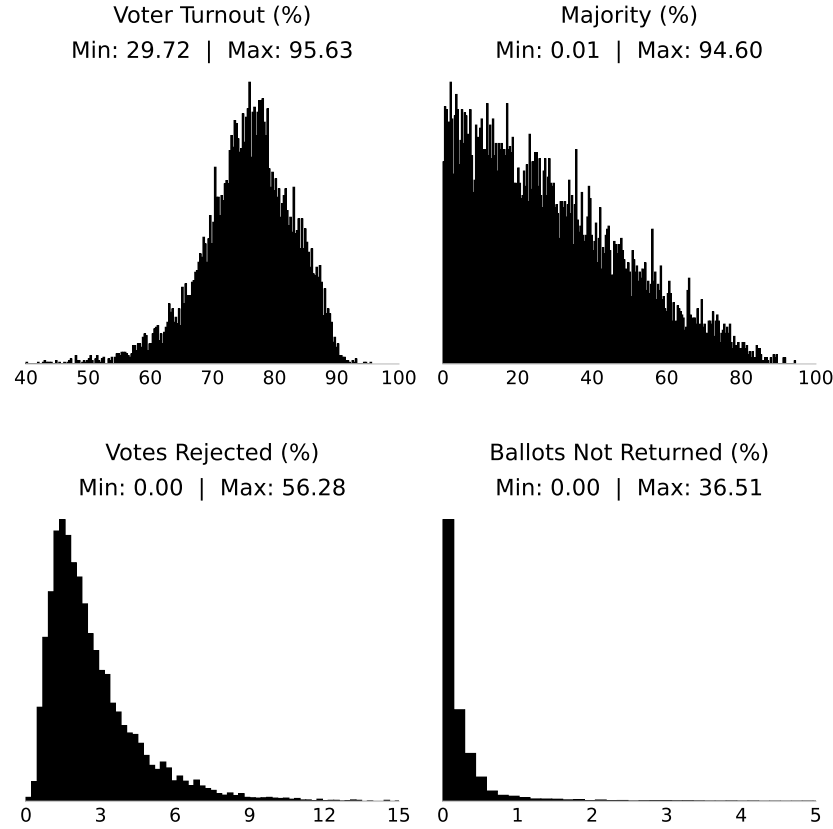 Voter Turnout (%)
Min: 29.72 | Max: 95.63
40 50 60 70 80 90 100
Majority (%)
Min: 0.01 | Max: 94.60
0 20 40 60 80 100
Votes Rejected (%)
Min: 0.00 | Max: 56.28
0 3 6 9 12 15
Ballots Not Returned (%)
Min: 0.00 | Max: 36.51
0 1 2 3 4 5